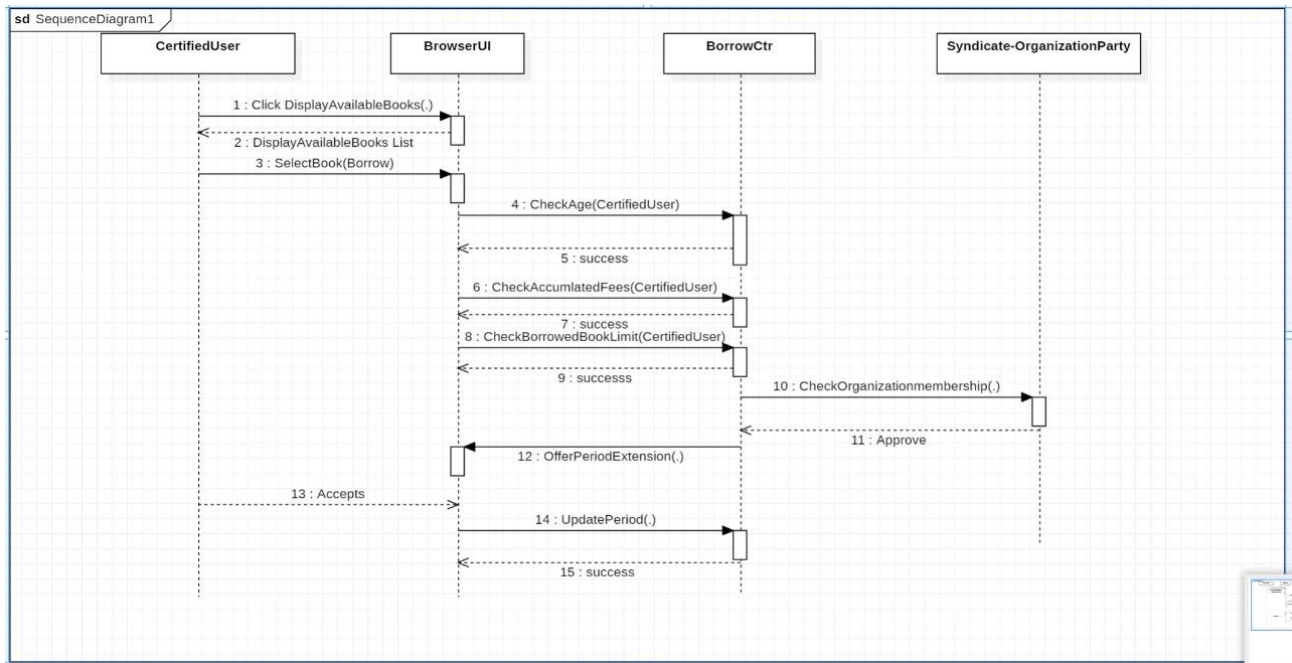 sd SequenceDiagram1
CertifiedUser
BrowserUI
BorrowCtr
Syndicate-OrganizationParty
1 : Click DisplayAvailableBooks(.)
2 : DisplayAvailableBooks List
3 : SelectBook(Borrow)
4 : CheckAge(CertifiedUser)
5 : success
6 : CheckAccumlatedFees(CertifiedUser)
7 : success
8 : CheckBorrowedBookLimit(CertifiedUser)
9 : successs
10 : CheckOrganizationmembership(.)
11 : Approve
12 : OfferPeriodExtension(.)
13 : Accepts
14 : UpdatePeriod(.)
15 : success